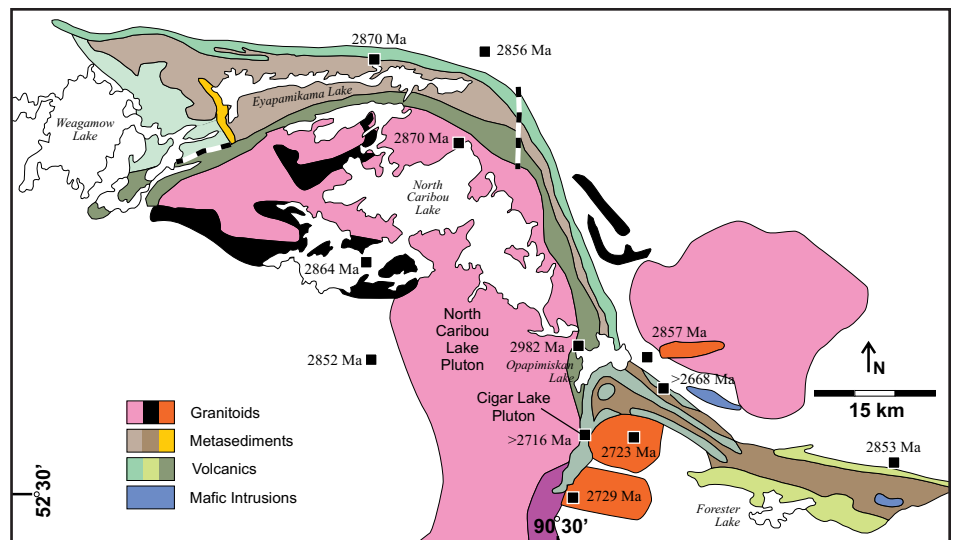 2870 Ma
2856 Ma
Eyapamikama Lake
Weagamow
Lake
2870 Ma
North
Caribou
Lake
2864 Ma
North
Caribou
Lake
Pluton
2982 Ma
2857 Ma
2852 Ma
Opapimiskan
Lake
>2668 Ma
N
15 km
Cigar Lake
Pluton
>2716 Ma
2723 Ma
2853 Ma
Granitoids
Metasediments
Volcanics
Mafic Intrusions
2729 Ma
Forester
Lake
52°30'
90°30'